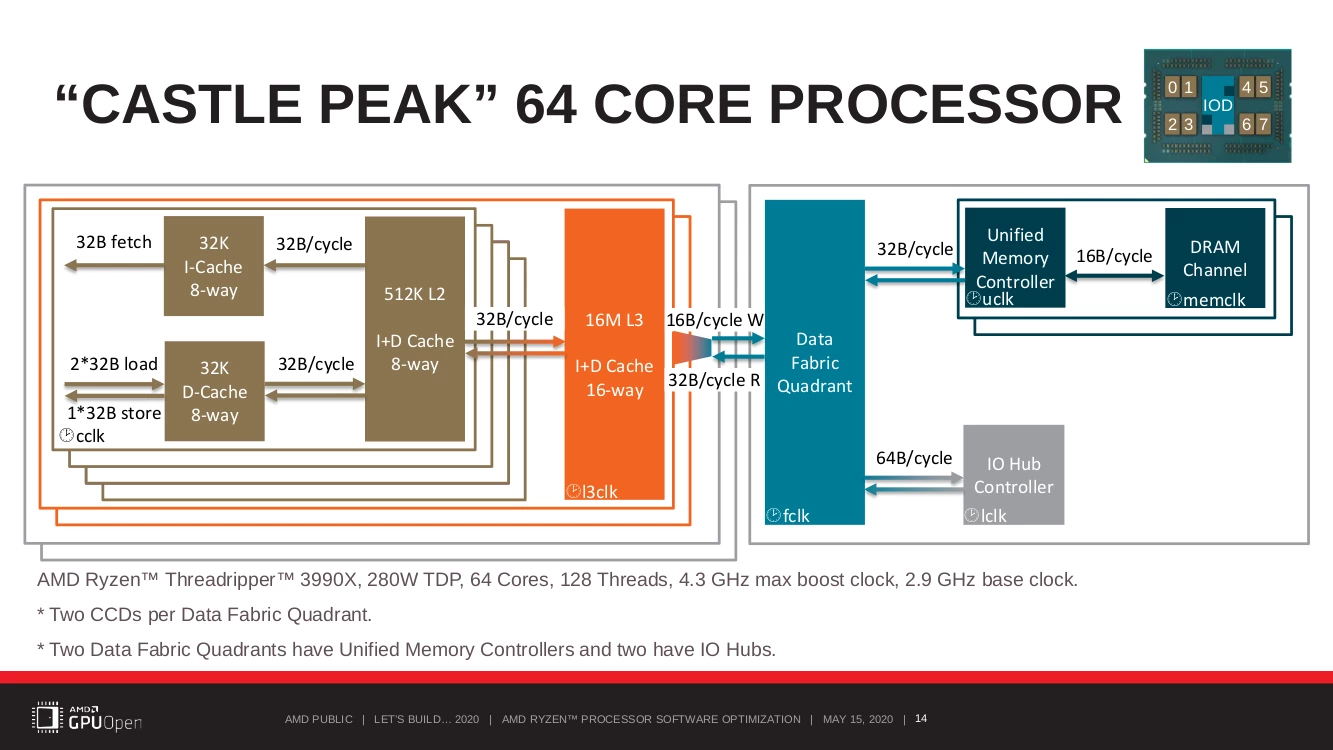 “CASTLE PEAK” 64 CORE PROCESSOR
0 1
4 5
IOD
2 3
6 7
32B fetch
32K
I-Cache
8-way
32B/cycle
512K L2
I+D Cache
8-way
2*32B load
1*32B store
cclk
32K
D-Cache
8-way
32B/cycle
32B/cycle
16M L3
I+D Cache
16-way
l3clk
16B/cycle W
32B/cycle R
Data
Fabric
Quadrant
fclk
32B/cycle
Unified
Memory
Controller
uclk
16B/cycle
DRAM
Channel
memclk
64B/cycle
IO Hub
Controller
lclk
AMD Ryzen™ Threadripper™ 3990X, 280W TDP, 64 Cores, 128 Threads, 4.3 GHz max boost clock, 2.9 GHz base clock.
* Two CCDs per Data Fabric Quadrant.
* Two Data Fabric Quadrants have Unified Memory Controllers and two have IO Hubs.
AMD
GPUOpen
AMD PUBLIC | LET'S BUILD... 2020 | AMD RYZEN™ PROCESSOR SOFTWARE OPTIMIZATION | MAY 15, 2020 | 14